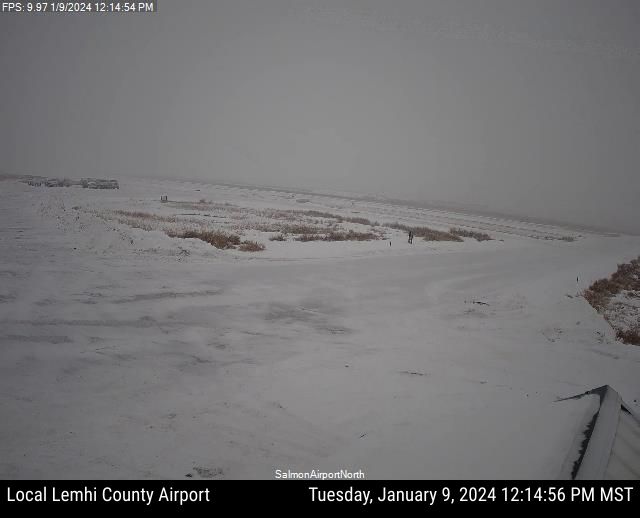 FPS: 9.97 1/9/2024 12:14:54 PM
SalmonAirportNorth
Local Lemhi County Airport
Tuesday, January 9, 2024 12:14:56 PM MST